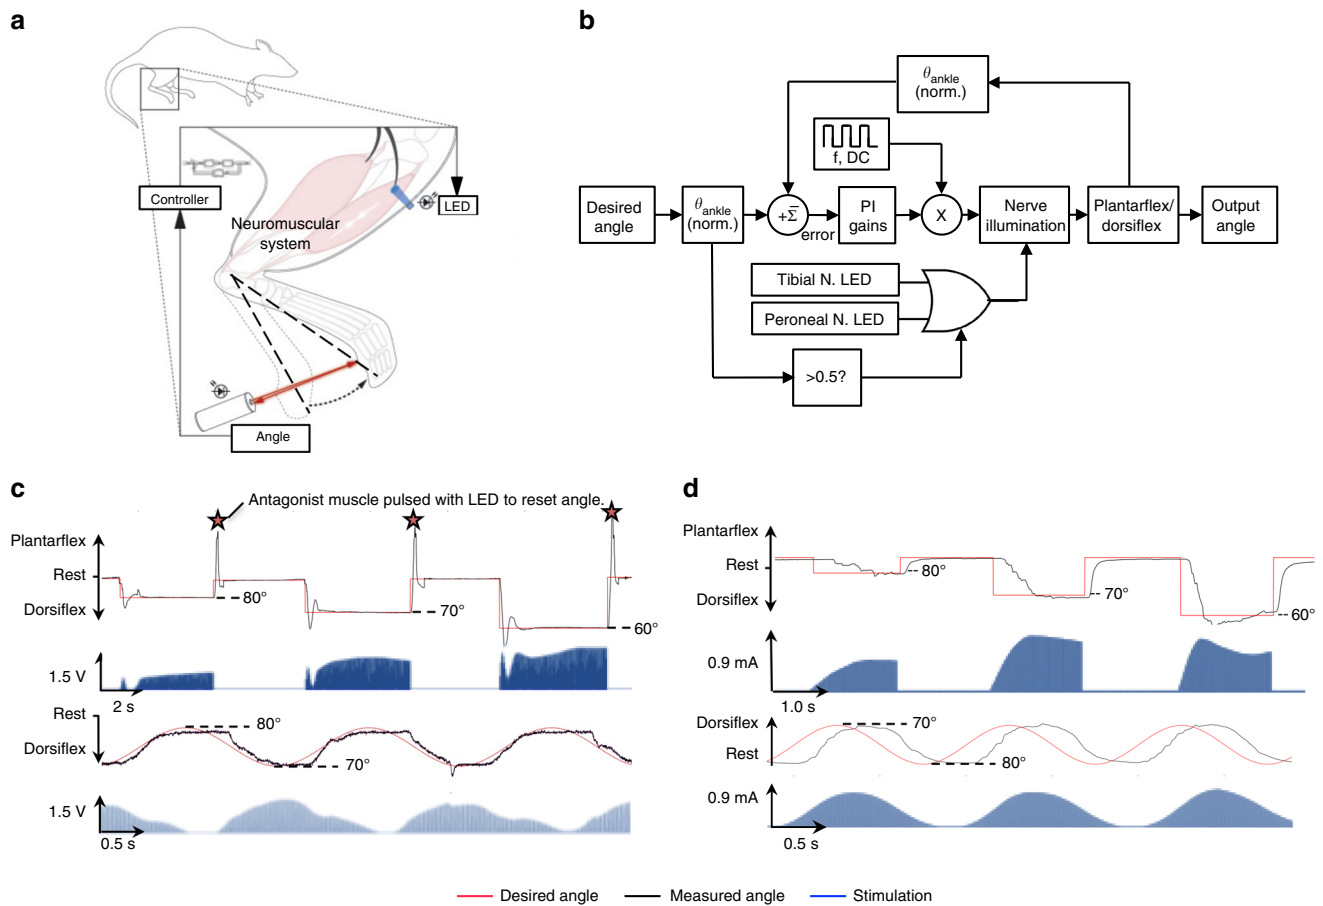 a
Controller
Neuromuscular
system
LED
Angle
b
θankle
(norm.)
f, DC
Desired
angle
θankle
(norm.)
+Σ̄
error
PI
gains
X
Nerve
illumination
Plantarflex/
dorsiflex
Output
angle
Tibial N. LED
Peroneal N. LED
>0.5?
c
Antagonist muscle pulsed with LED to reset angle.
Plantarflex
Rest
Dorsiflex
80°
70°
60°
1.5 V
2 s
Rest
Dorsiflex
80°
70°
1.5 V
0.5 s
d
Plantarflex
Rest
Dorsiflex
80°
70°
60°
0.9 mA
1.0 s
Dorsiflex
Rest
70°
80°
0.9 mA
0.5 s
Desired angle
Measured angle
Stimulation